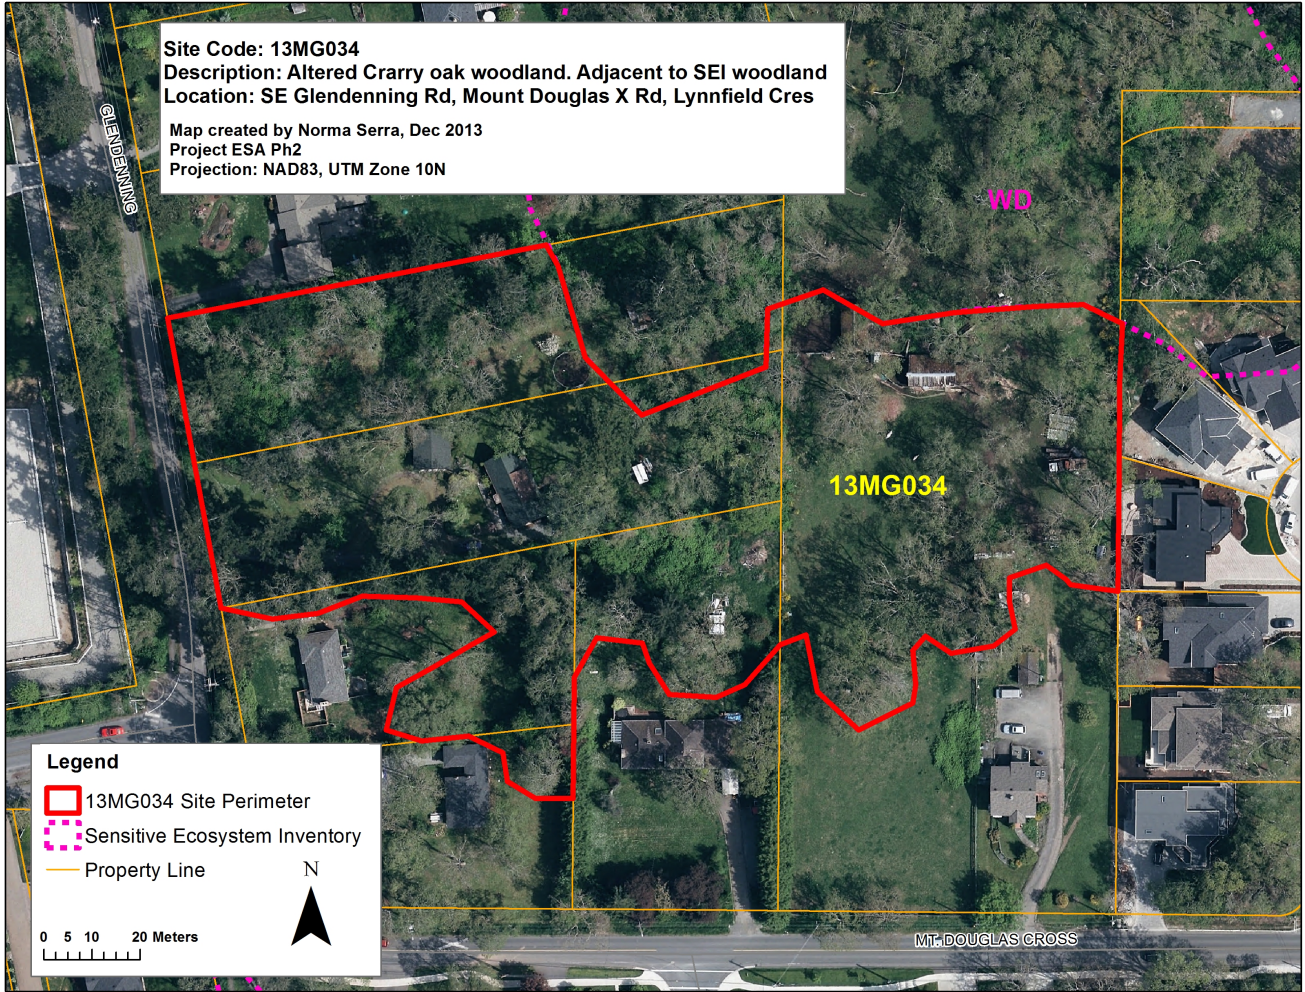 Site Code: 13MG034
Description: Altered Crarry oak woodland. Adjacent to SEI woodland
Location: SE Glendenning Rd, Mount Douglas X Rd, Lynnfield Cres
Map created by Norma Serra, Dec 2013
Project ESA Ph2
Projection: NAD83, UTM Zone 10N
GLENDENNING
WD
13MG034
Legend
13MG034 Site Perimeter
Sensitive Ecosystem Inventory
Property Line
N
0 5 10 20 Meters
MT. DOUGLAS CROSS